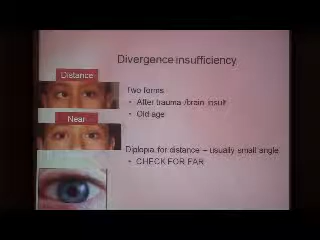 Divergence insufficiency
Distance
Two forms
• After trauma /brain insult
• Old age
Near
Diplopia for distance – usually small angle
• CHECK FOR FAR